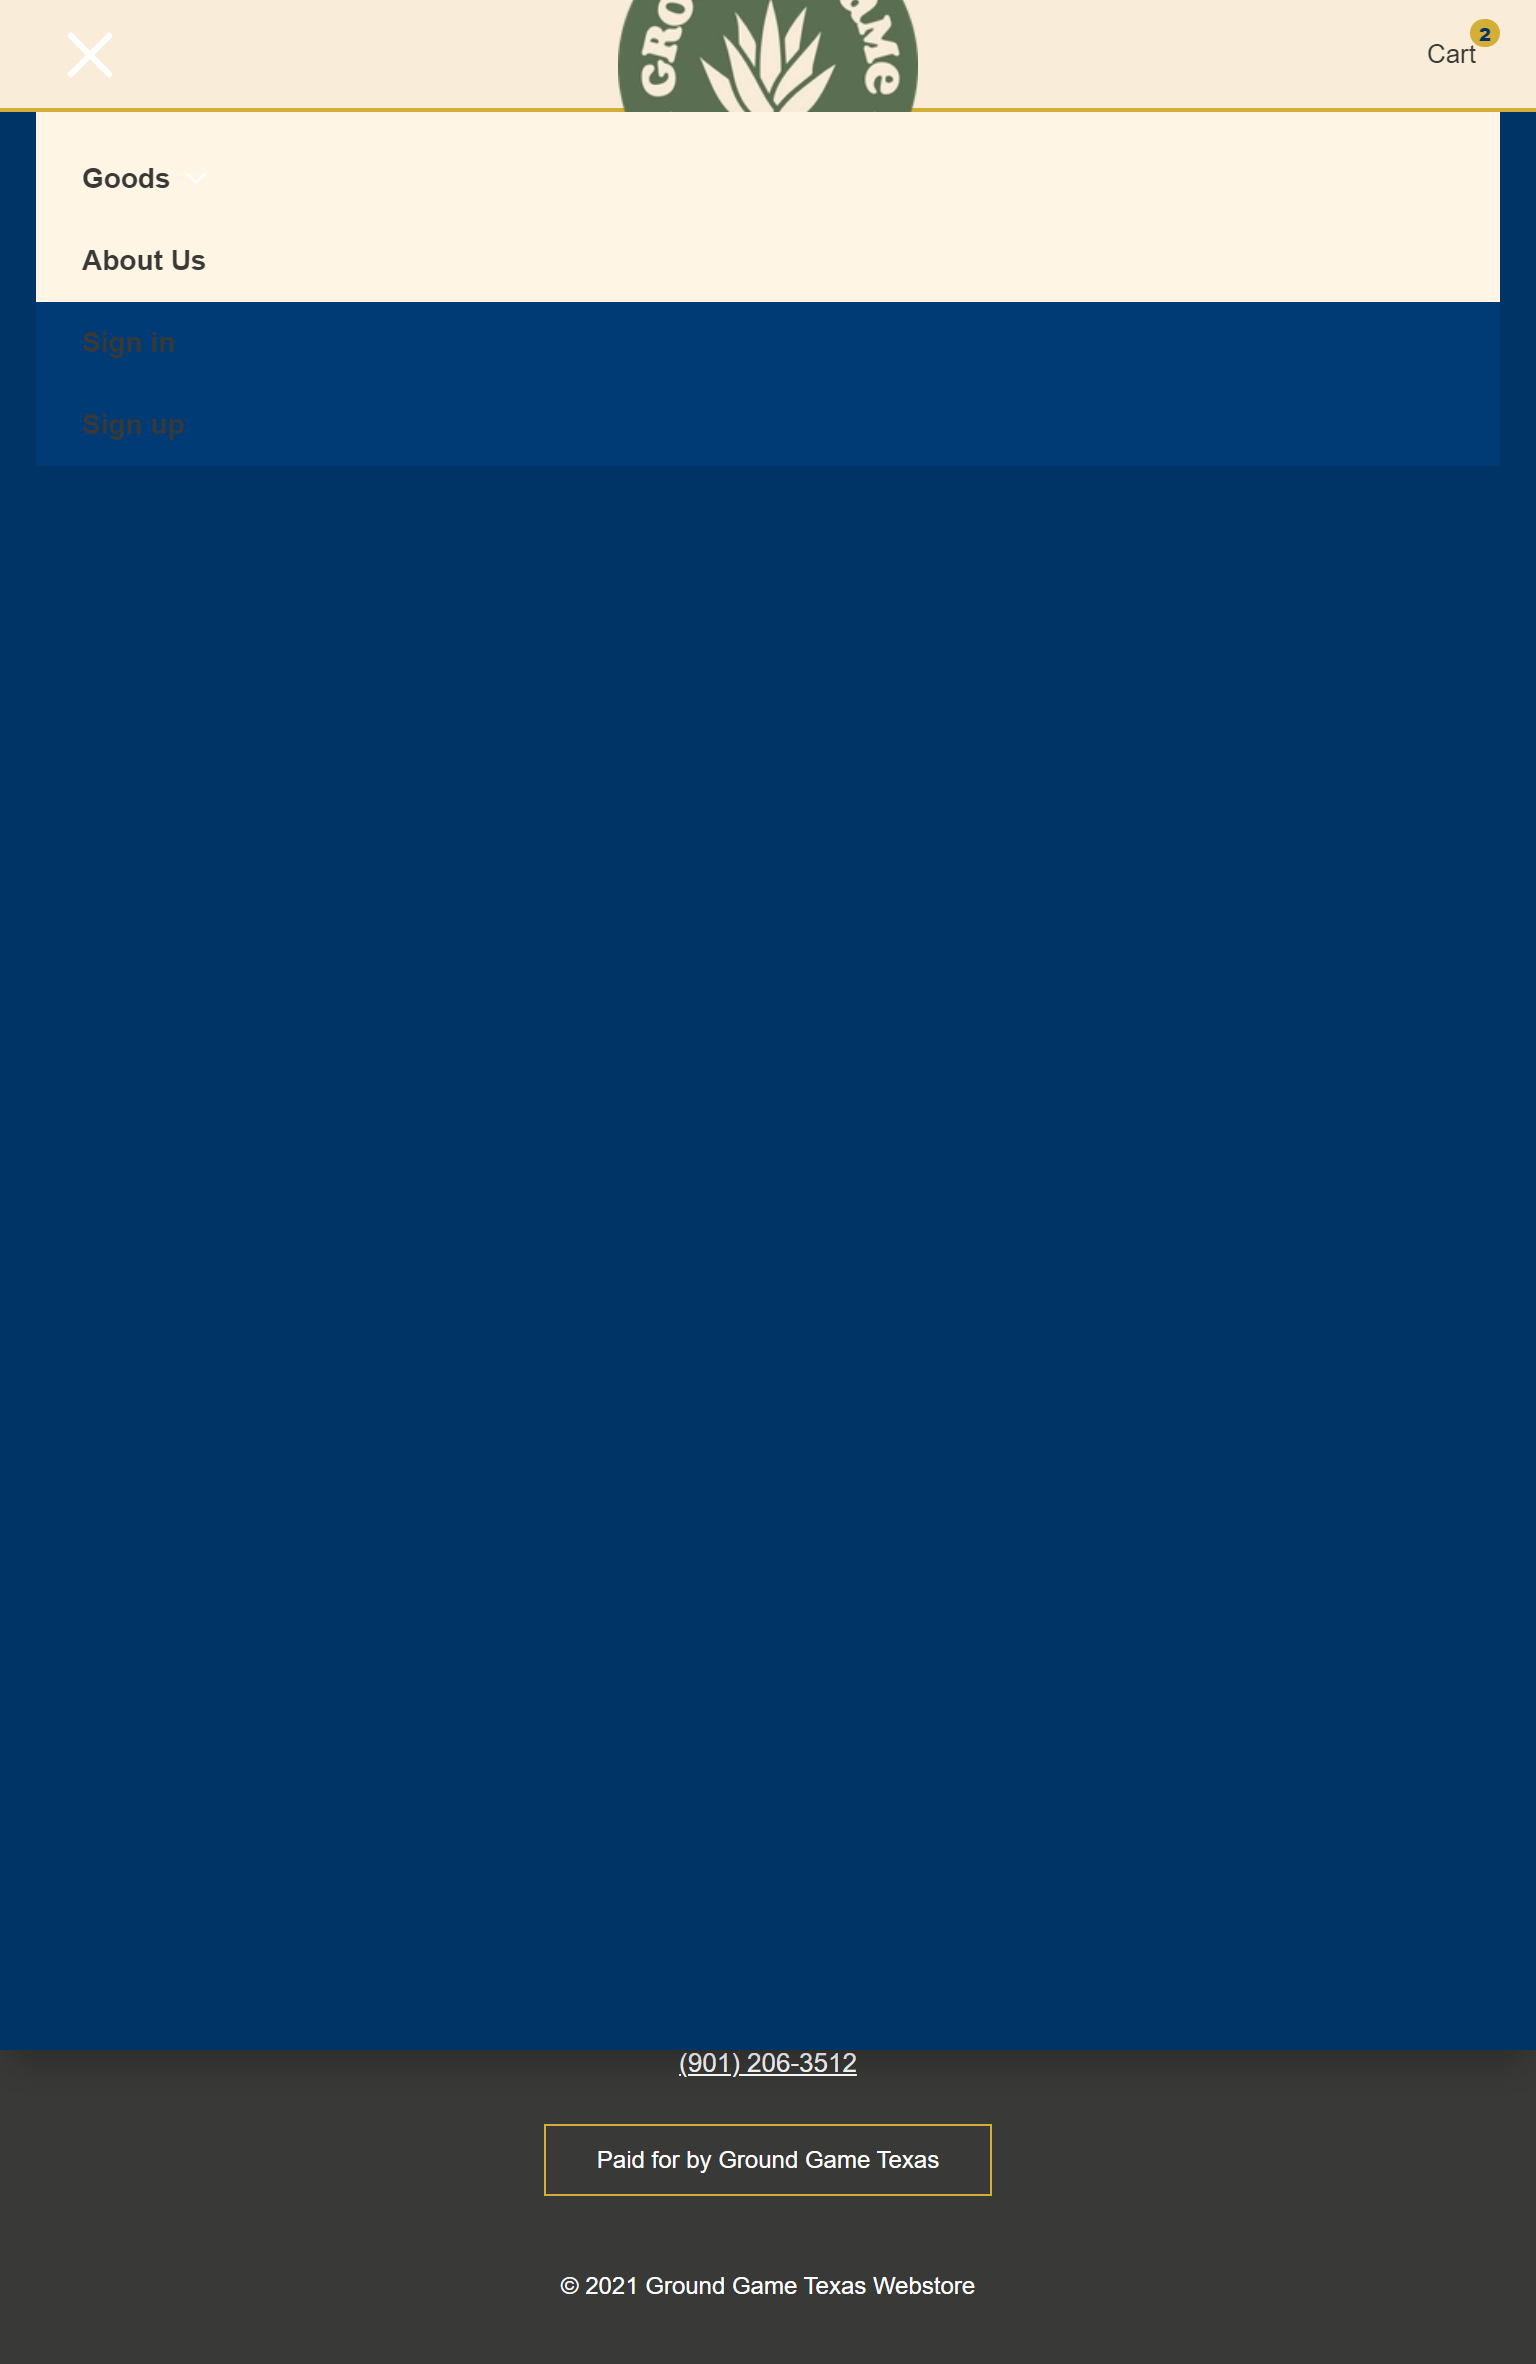 GRO
ame
Cart
2
Goods
About Us
Sign in
Sign up
(901) 206-3512
Paid for by Ground Game Texas
© 2021 Ground Game Texas Webstore